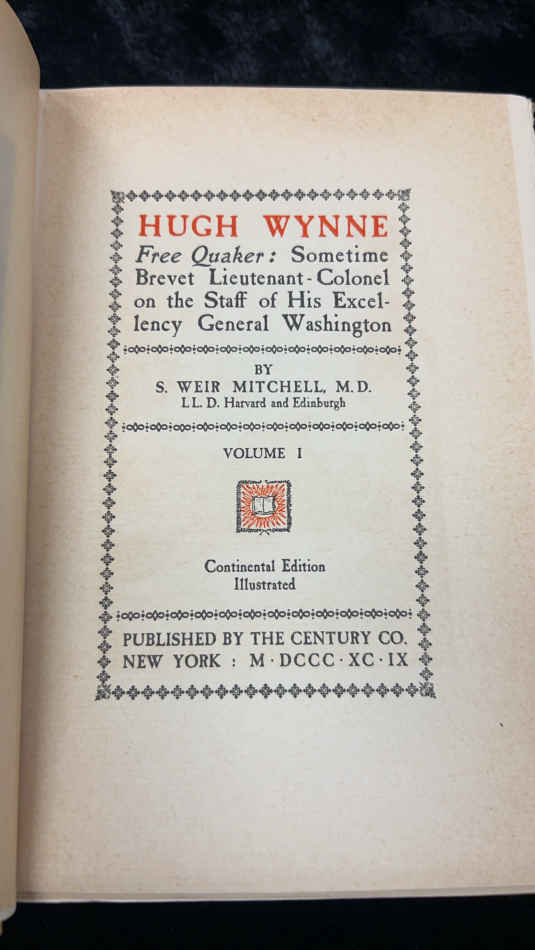 HUGH WYNNE
Free Quaker: Sometime
Brevet Lieutenant-Colonel
on the Staff of His Excel-
lency General Washington
BY
S. WEIR MITCHELL, M.D.
LL. D. Harvard and Edinburgh
VOLUME I
Continental Edition
Illustrated
PUBLISHED BY THE CENTURY CO.
NEW YORK : M·DCCC·XC·IX